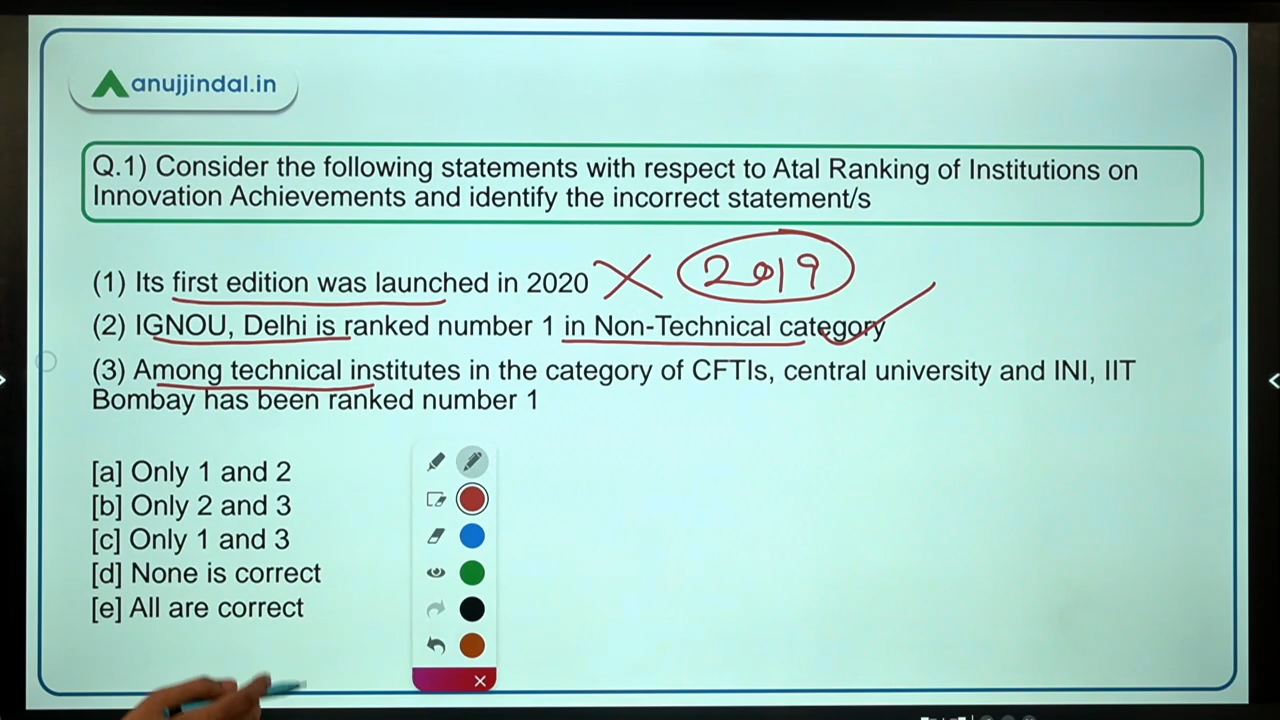 anujjindal.in
Q.1) Consider the following statements with respect to Atal Ranking of Institutions on
Innovation Achievements and identify the incorrect statement/s
(1) Its first edition was launched in 2020 X 2019
(2) IGNOU, Delhi is ranked number 1 in Non-Technical category
(3) Among technical institutes in the category of CFTIs, central university and INI, IIT
Bombay has been ranked number 1
[a] Only 1 and 2
[b] Only 2 and 3
[c] Only 1 and 3
[d] None is correct
[e] All are correct